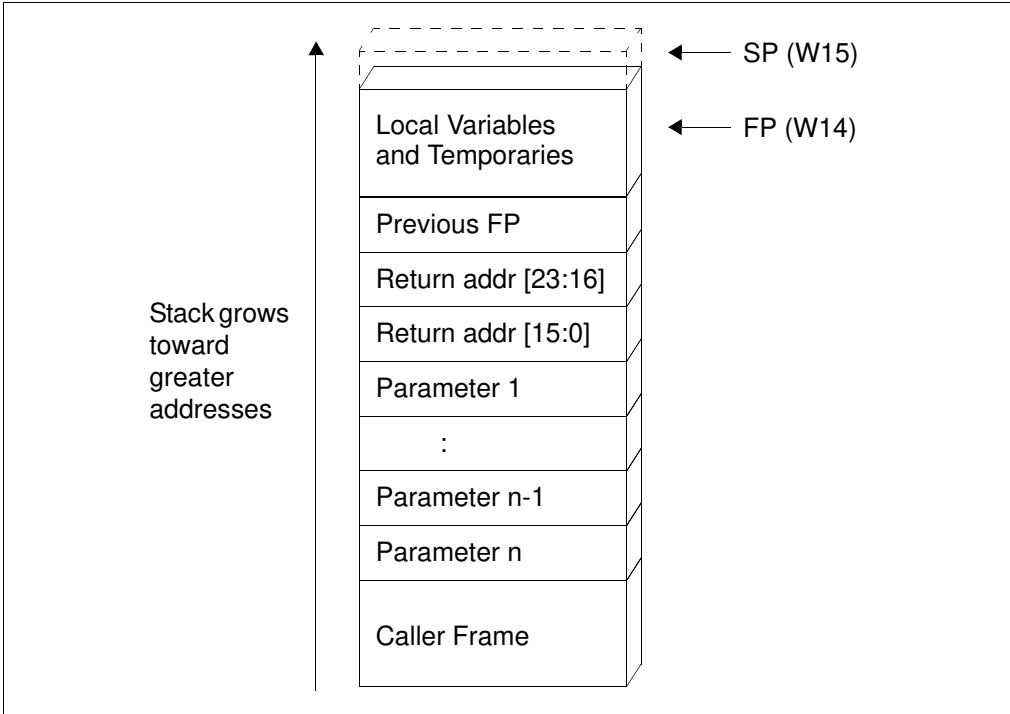 SP (W15)
FP (W14)
Local Variables
and Temporaries
Previous FP
Return addr [23:16]
Return addr [15:0]
Parameter 1
:
Parameter n-1
Parameter n
Caller Frame
Stack grows
toward
greater
addresses